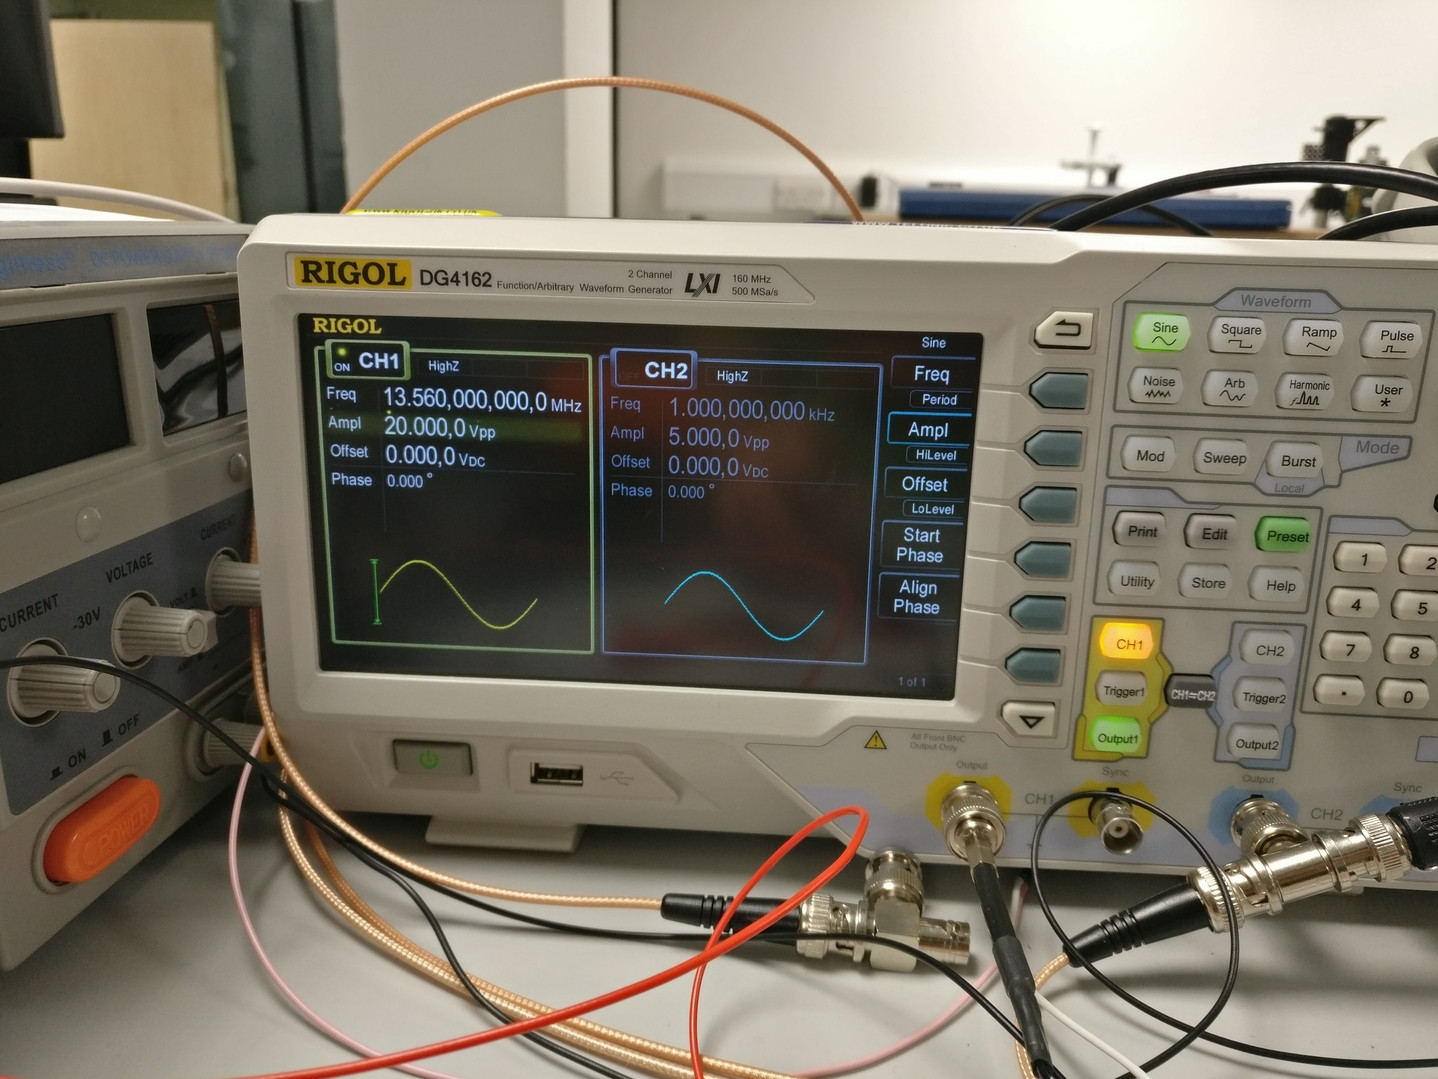 RIGOL DG4162 Function/Arbitrary Waveform Generator
2 Channel
LXI
160 MHz
500 MSa/s
RIGOL
ON CH1 HighZ
Freq 13.560,000,000,0 MHz
Ampl 20.000,0 Vpp
Offset 0.000,0 VDC
Phase 0.000 °
CH2 HighZ
Freq 1.000,000,000 kHz
Ampl 5.000,0 Vpp
Offset 0.000,0 VDC
Phase 0.000 °
Sine
Freq
Period
Ampl
HiLevel
Offset
LoLevel
Start
Phase
Align
Phase
1 of 1
Waveform
Sine Square Ramp Pulse
Noise Arb Harmonic User
Mod Sweep Burst Mode
Local
Print Edit Preset
Utility Store Help
CH1 CH2
Trigger1 CH1⇌CH2 Trigger2
Output1 Output2
1 2
4 5
7 8
. 0
All Front BNC
Output Only
Output Sync Output Sync
CH1 CH2
CURRENT
VOLTAGE
CURRENT
-30V
ON OFF
POWER